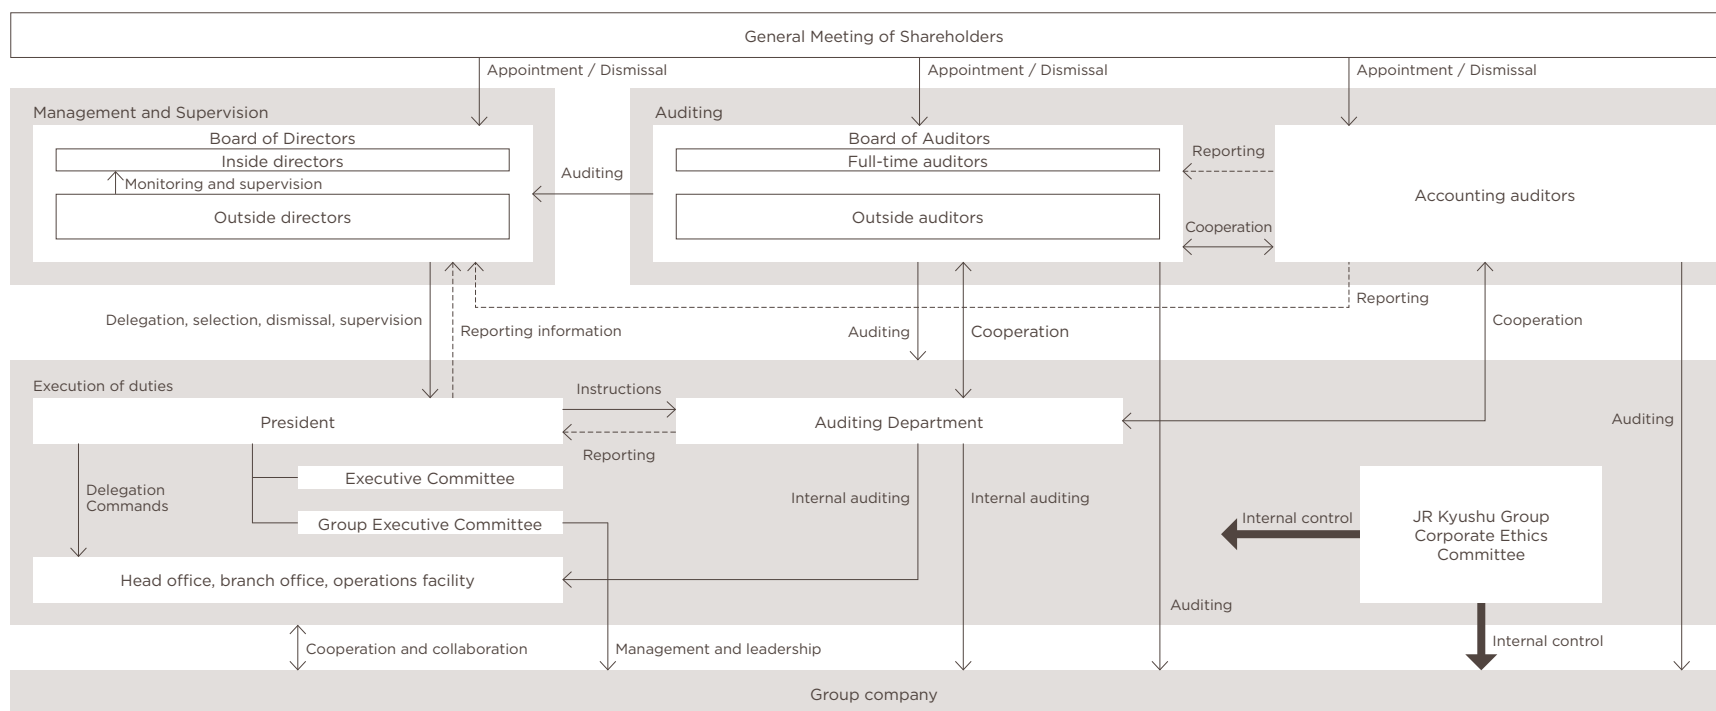 General Meeting of Shareholders
Appointment / Dismissal
Appointment / Dismissal
Appointment / Dismissal
Management and Supervision
Board of Directors
Inside directors
Monitoring and supervision
Outside directors
Auditing
Auditing
Board of Auditors
Full-time auditors
Outside auditors
Reporting
Cooperation
Accounting auditors
Delegation, selection, dismissal, supervision
Reporting information
Auditing
Cooperation
Reporting
Cooperation
Execution of duties
President
Instructions
Reporting
Auditing Department
Auditing
Delegation
Commands
Executive Committee
Group Executive Committee
Internal auditing
Internal auditing
Internal control
JR Kyushu Group
Corporate Ethics
Committee
Head office, branch office, operations facility
Auditing
Cooperation and collaboration
Management and leadership
Internal control
Group company